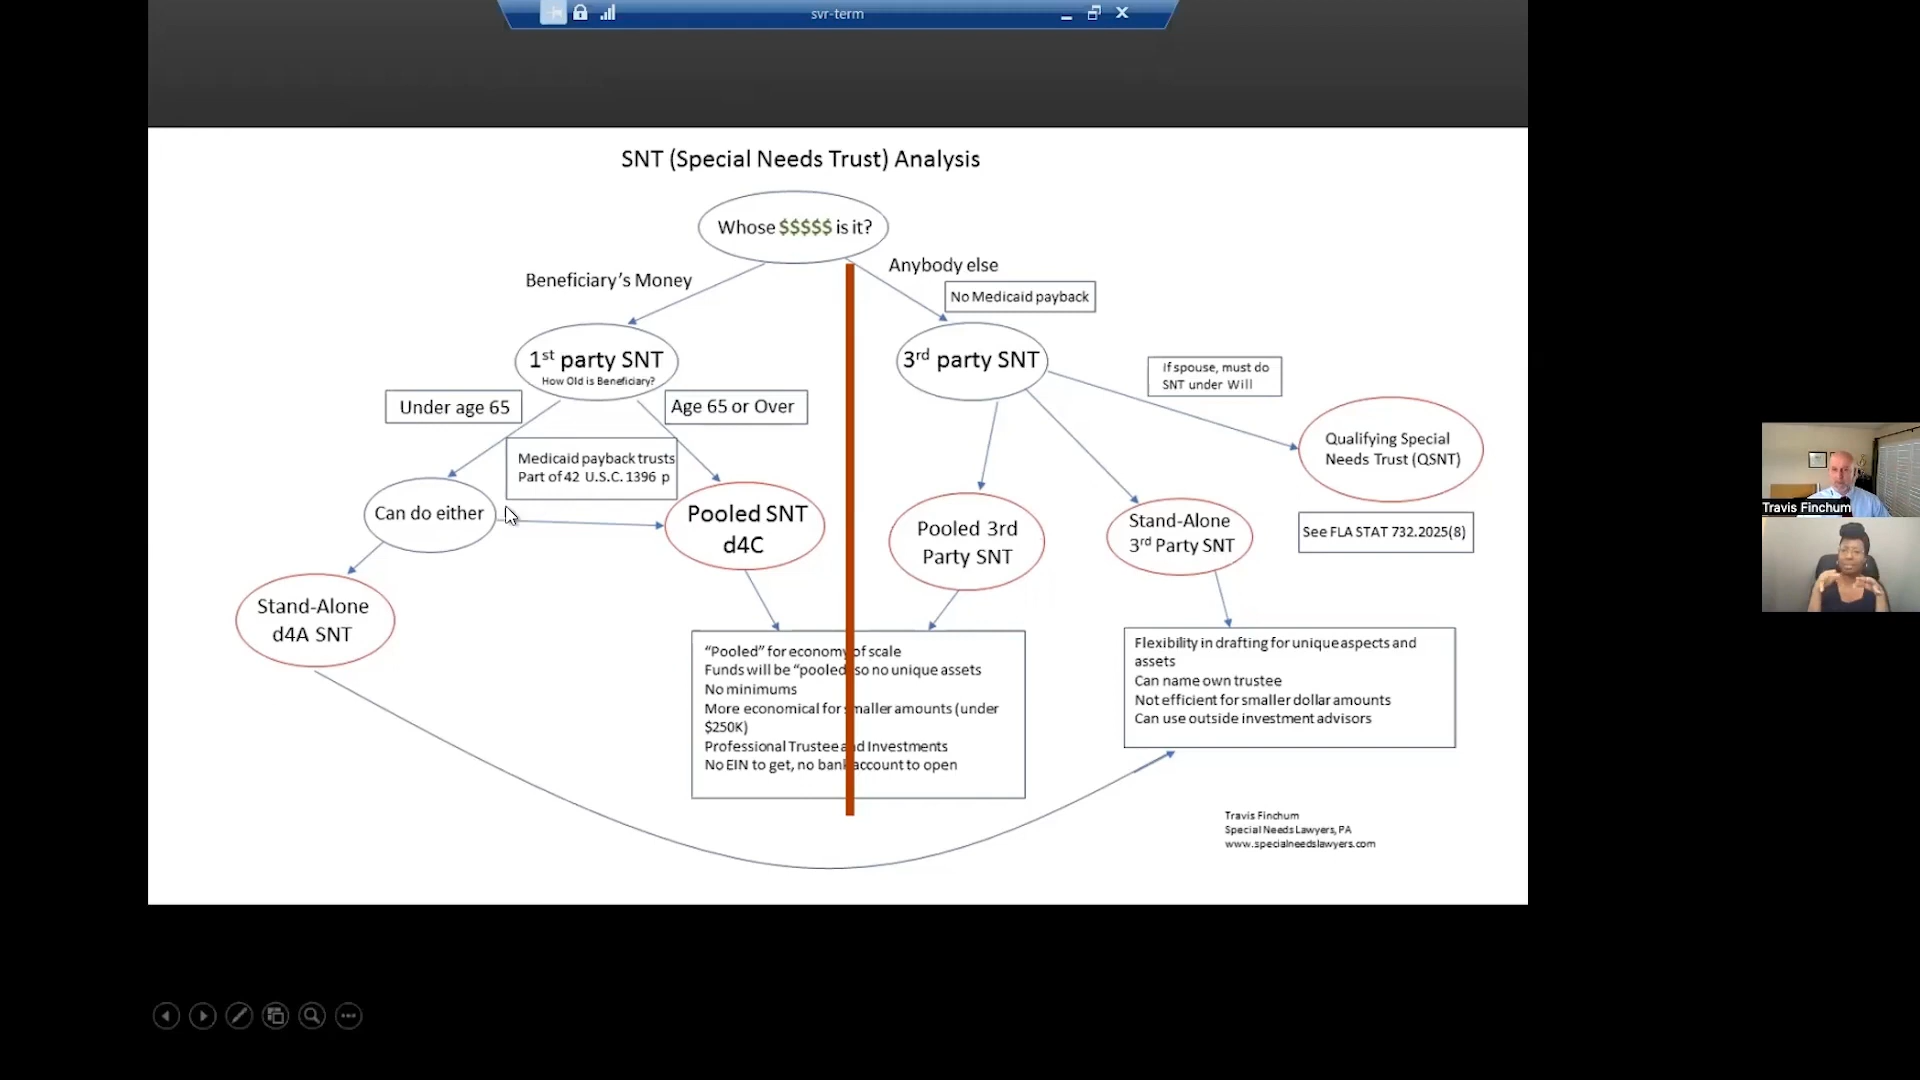 svr-term
SNT (Special Needs Trust) Analysis
Whose $$$$$ is it?
Beneficiary's Money
Anybody else
No Medicaid payback
1st party SNT
How Old is Beneficiary?
3rd party SNT
If spouse, must do
SNT under Will
Under age 65
Age 65 or Over
Medicaid payback trusts
Part of 42 U.S.C. 1396 p
Qualifying Special
Needs Trust (QSNT)
Can do either
Pooled SNT
d4C
Pooled 3rd
Party SNT
Stand-Alone
3rd Party SNT
See FLA STAT 732.2025(8)
Stand-Alone
d4A SNT
"Pooled" for economy of scale
Funds will be "pooled so no unique assets
No minimums
More economical for smaller amounts (under
$250K)
Professional Trustee and Investments
No EIN to get, no bank account to open
Flexibility in drafting for unique aspects and
assets
Can name own trustee
Not efficient for smaller dollar amounts
Can use outside investment advisors
Travis Finchum
Special Needs Lawyers, PA
www.specialneedslawyers.com
Travis Finchum